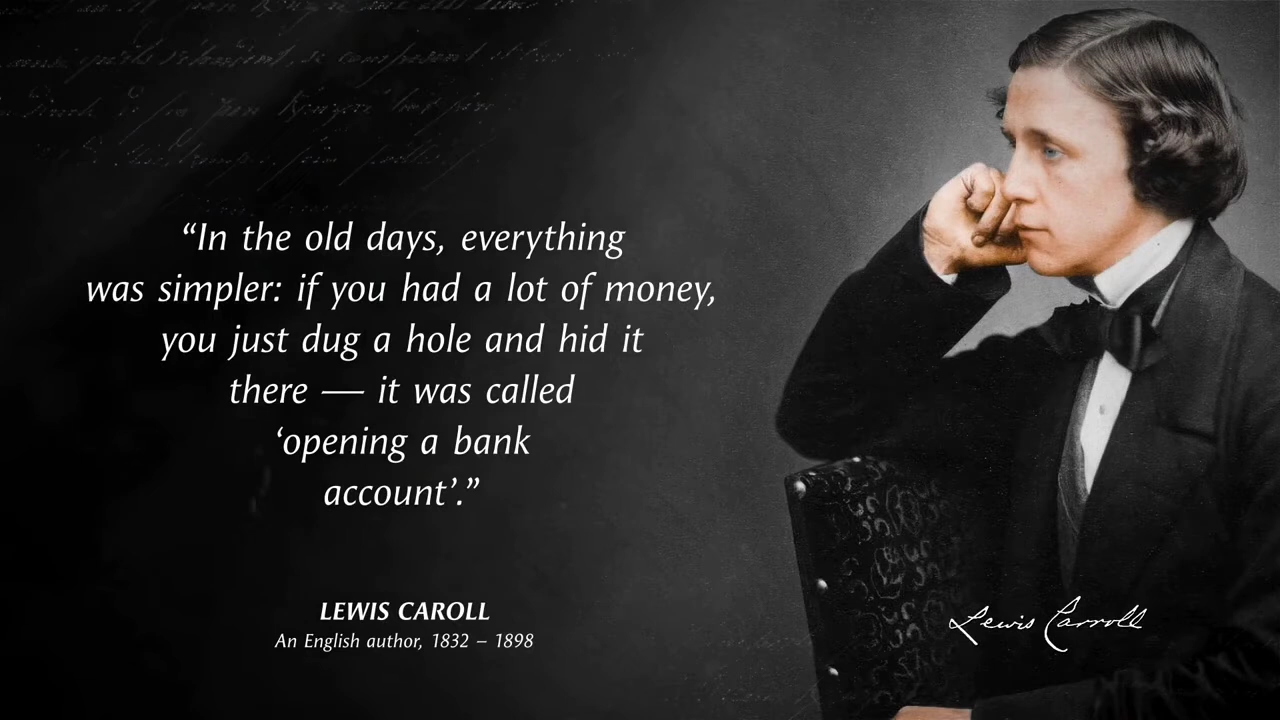 “In the old days, everything
was simpler: if you had a lot of money,
you just dug a hole and hid it
there — it was called
‘opening a bank
account’.”
LEWIS CAROLL
An English author, 1832 – 1898
Lewis Carroll